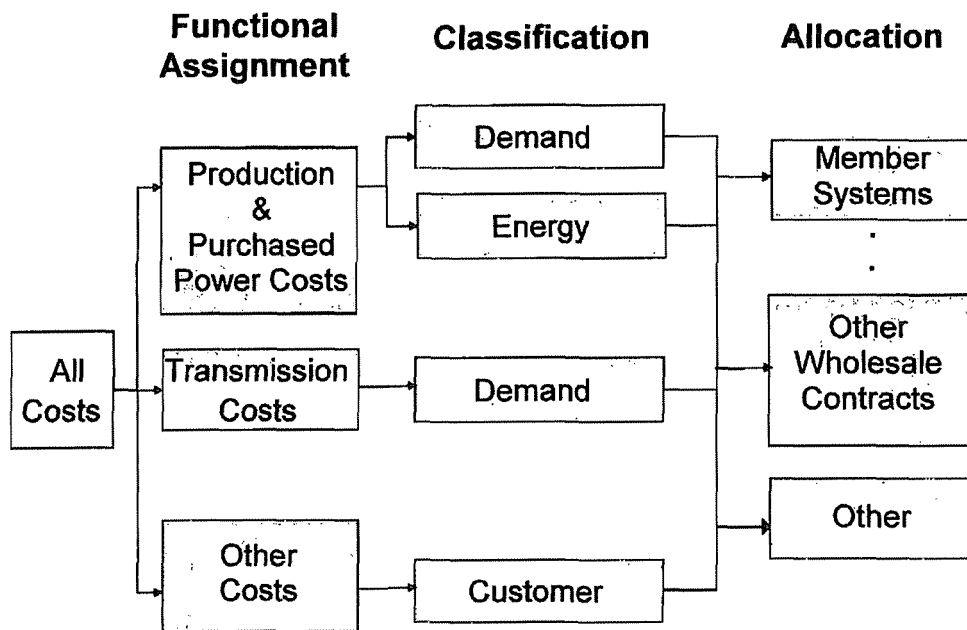 Functional
Assignment
Classification
Allocation
All
Costs
Production
&
Purchased
Power Costs
Transmission
Costs
Other
Costs
Demand
Energy
Demand
Customer
Member
Systems
Other
Wholesale
Contracts
Other